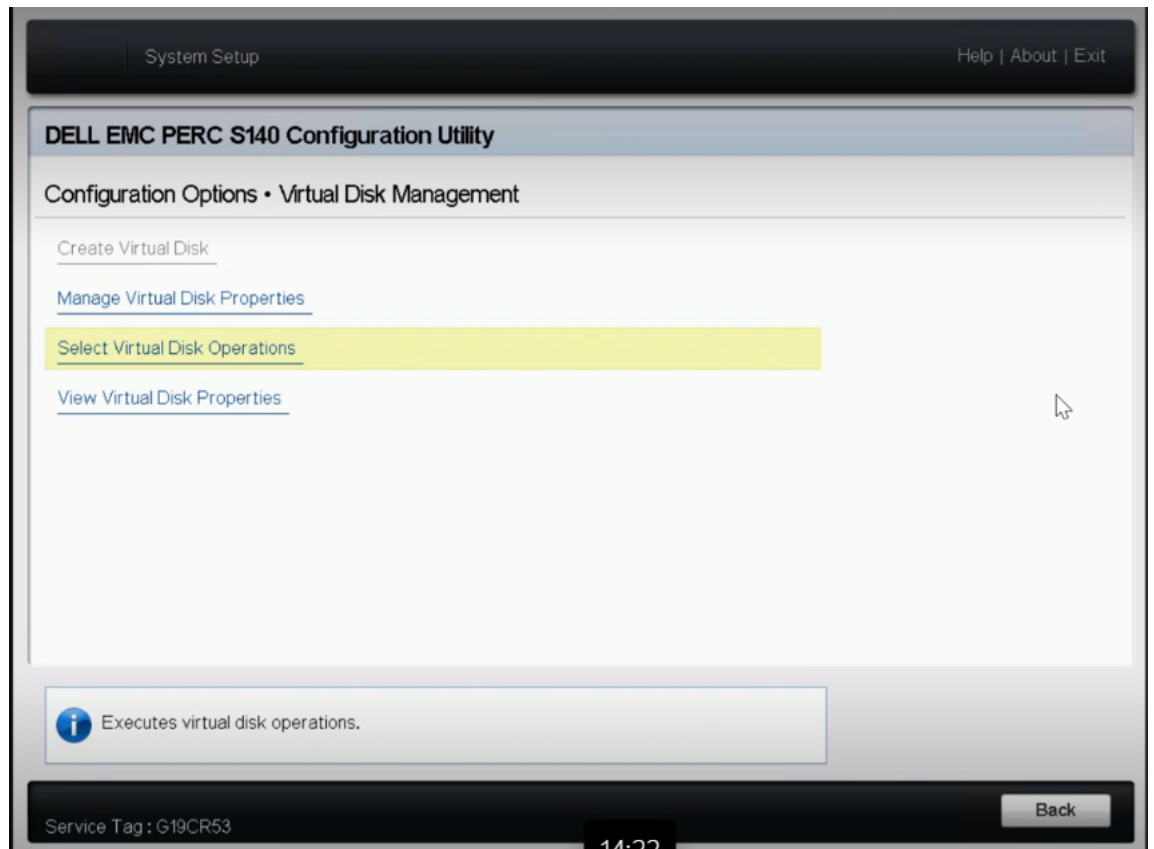 System Setup
Help | About | Exit
DELL EMC PERC S140 Configuration Utility
Configuration Options • Virtual Disk Management
Create Virtual Disk
Manage Virtual Disk Properties
Select Virtual Disk Operations
View Virtual Disk Properties
Executes virtual disk operations.
Back
Service Tag : G19CR53
14:22